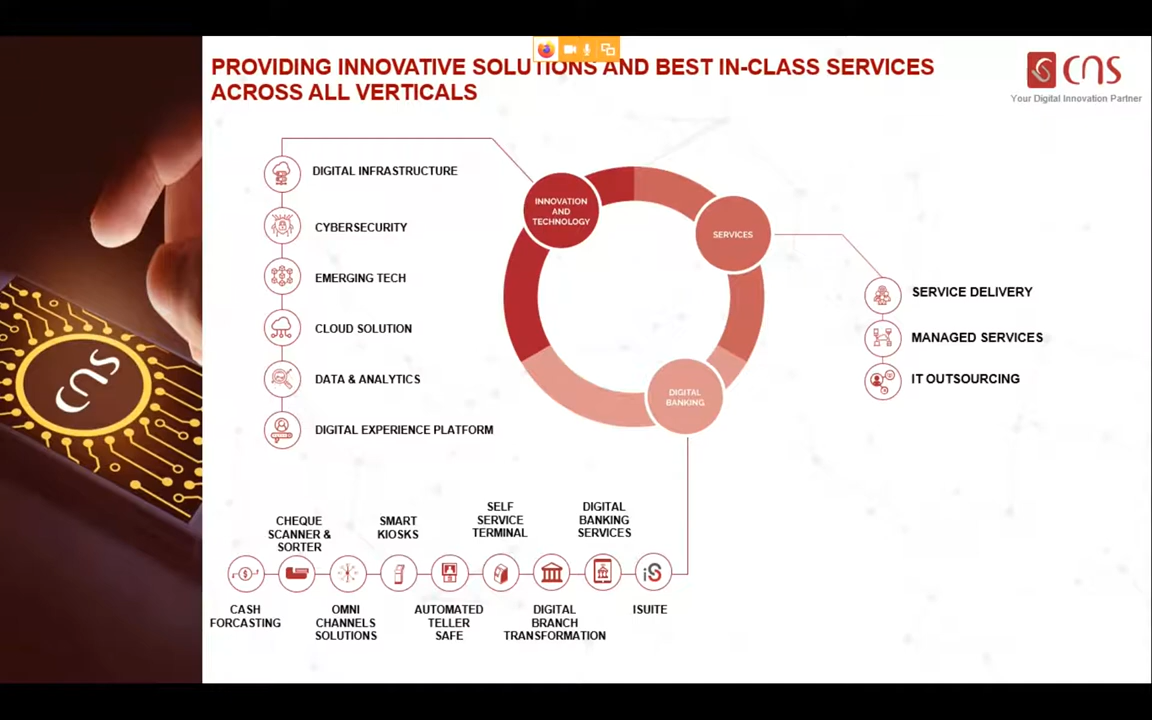 PROVIDING INNOVATIVE SOLUTIONS AND BEST IN-CLASS SERVICES
ACROSS ALL VERTICALS
cns
Your Digital Innovation Partner
DIGITAL INFRASTRUCTURE
CYBERSECURITY
EMERGING TECH
CLOUD SOLUTION
DATA & ANALYTICS
DIGITAL EXPERIENCE PLATFORM
INNOVATION
AND
TECHNOLOGY
SERVICES
DIGITAL
BANKING
SERVICE DELIVERY
MANAGED SERVICES
IT OUTSOURCING
cns
CHEQUE
SCANNER &
SORTER
SMART
KIOSKS
SELF
SERVICE
TERMINAL
DIGITAL
BANKING
SERVICES
iS
CASH
FORCASTING
OMNI
CHANNELS
SOLUTIONS
AUTOMATED
TELLER
SAFE
DIGITAL
BRANCH
TRANSFORMATION
ISUITE